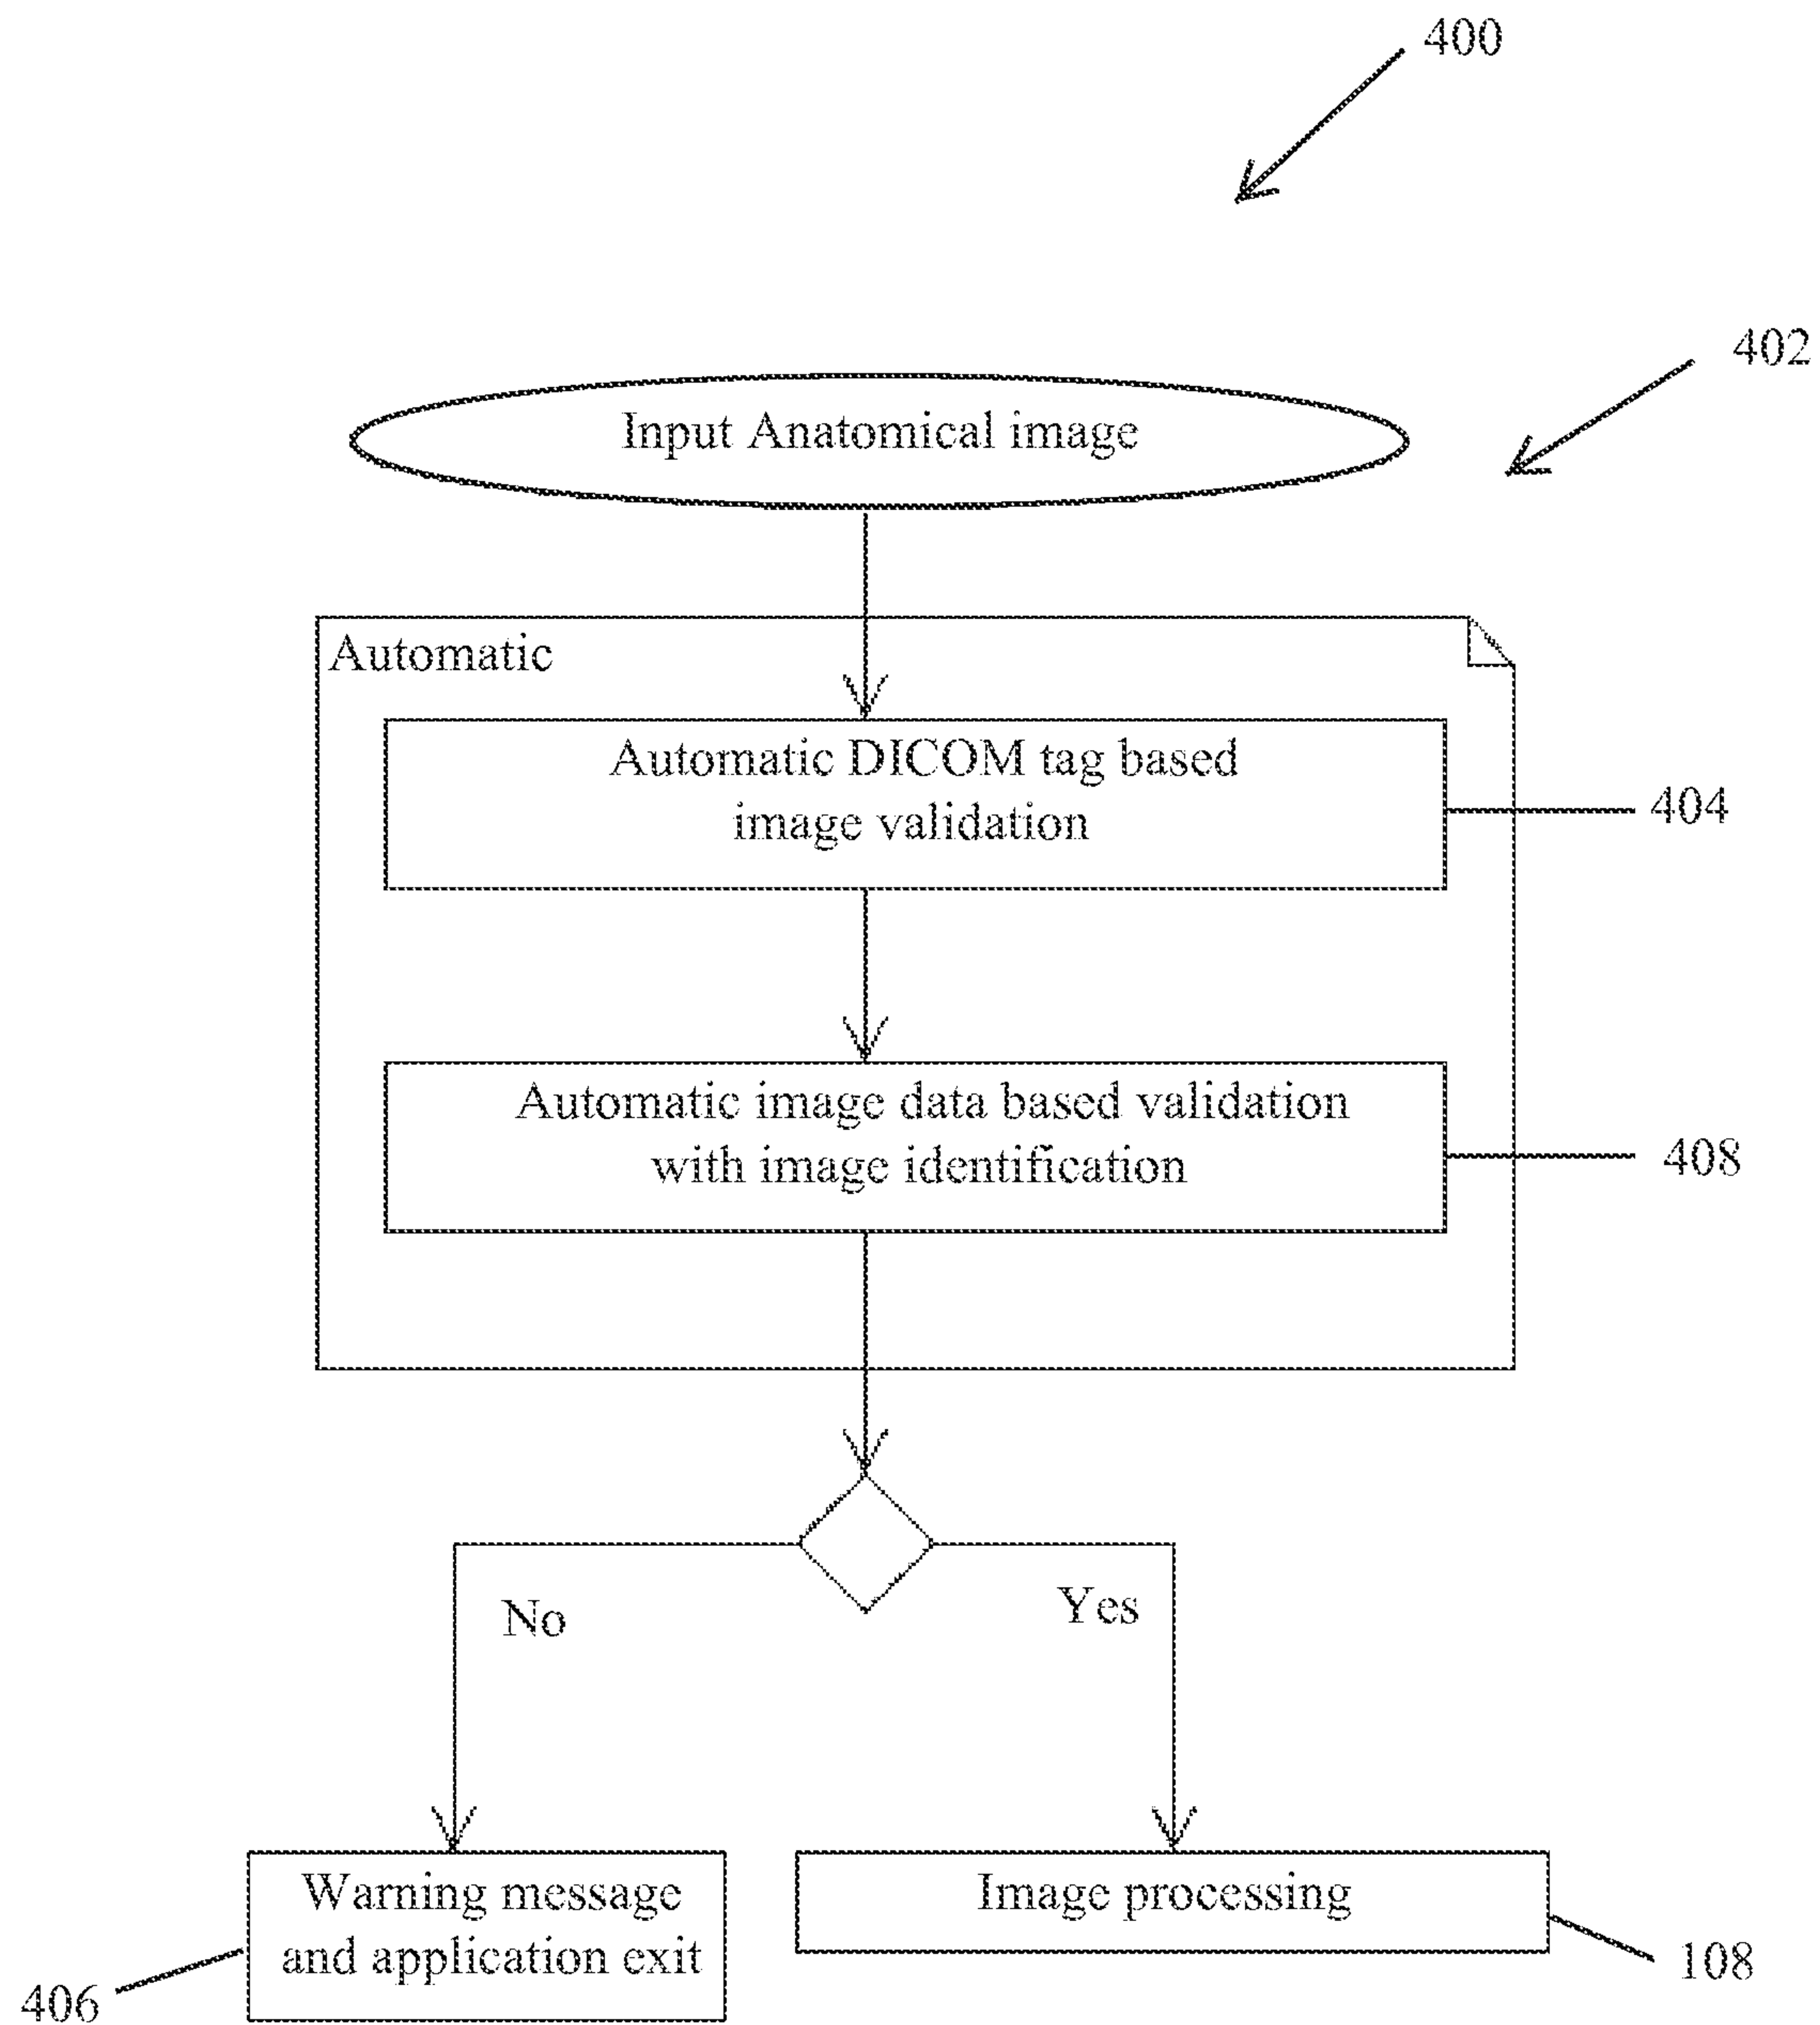 400
402
Input Anatomical image
Automatic
Automatic DICOM tag based
image validation
404
Automatic image data based validation
with image identification
408
No
Yes
Warning message
and application exit
406
Image processing
108